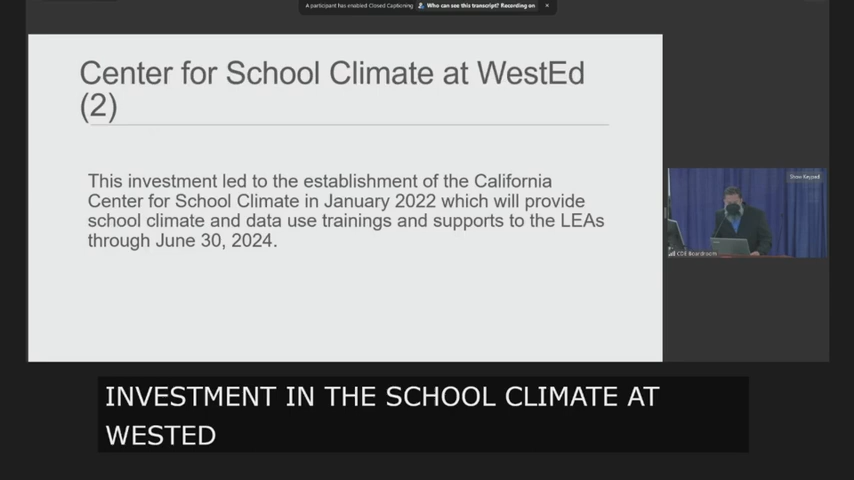 A participant has enabled Closed Captioning
Who can see this transcript? Recording on
Center for School Climate at WestEd
(2)
This investment led to the establishment of the California
Center for School Climate in January 2022 which will provide
school climate and data use trainings and supports to the LEAs
through June 30, 2024.
CDE Boardroom
INVESTMENT IN THE SCHOOL CLIMATE AT
WESTED